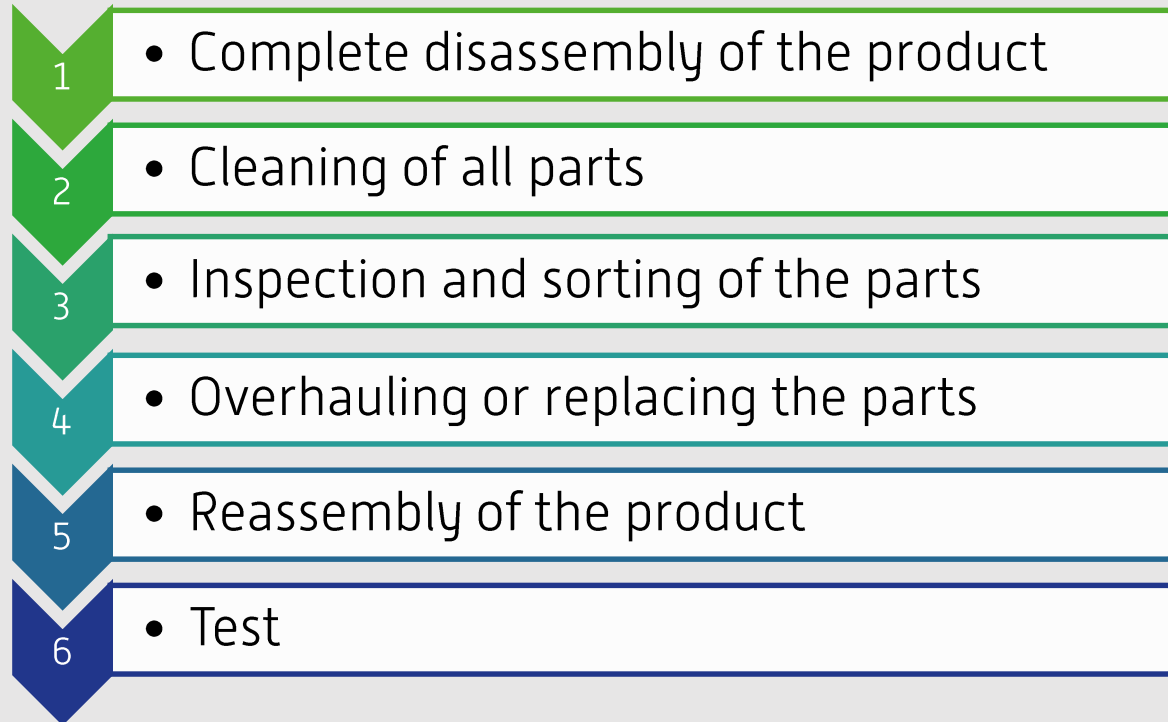 1
• Complete disassembly of the product
2
• Cleaning of all parts
3
• Inspection and sorting of the parts
4
• Overhauling or replacing the parts
5
• Reassembly of the product
6
• Test